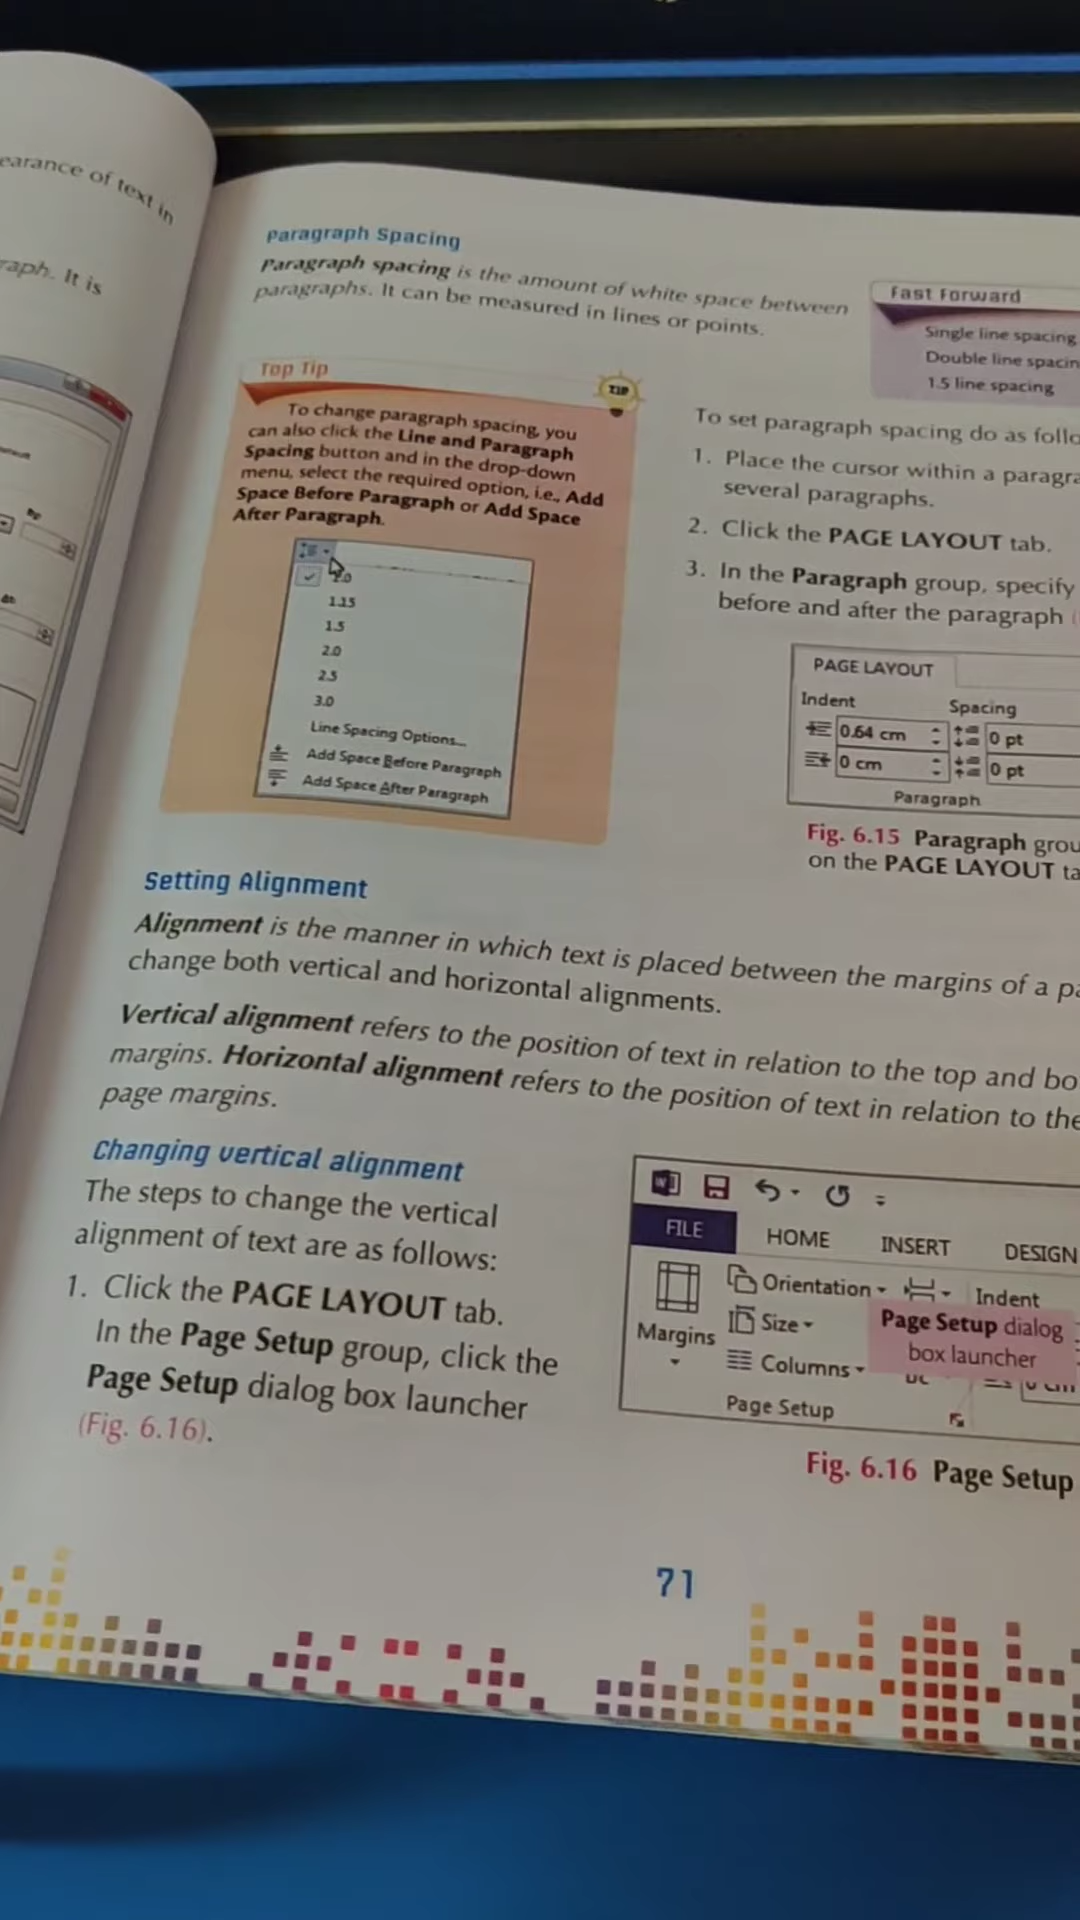 earance of text in
raph. It is
Paragraph Spacing
Paragraph spacing is the amount of white space between
paragraphs. It can be measured in lines or points.
Fast Forward
Single line spacing
Double line spacin
1.5 line spacing
Top Tip
TIP
To change paragraph spacing, you
can also click the Line and Paragraph
Spacing button and in the drop-down
menu, select the required option, i.e., Add
Space Before Paragraph or Add Space
After Paragraph.
1.15
1.5
2.0
2.5
3.0
Line Spacing Options...
Add Space Before Paragraph
Add Space After Paragraph
To set paragraph spacing do as follo
1. Place the cursor within a paragra
several paragraphs.
2. Click the PAGE LAYOUT tab.
3. In the Paragraph group, specify
before and after the paragraph (
PAGE LAYOUT
Indent Spacing
0.64 cm 0 pt
0 cm 0 pt
Paragraph
Fig. 6.15 Paragraph grou
on the PAGE LAYOUT ta
Setting Alignment
Alignment is the manner in which text is placed between the margins of a pa
change both vertical and horizontal alignments.
Vertical alignment refers to the position of text in relation to the top and bo
margins. Horizontal alignment refers to the position of text in relation to the
page margins.
Changing vertical alignment
The steps to change the vertical
alignment of text are as follows:
1. Click the PAGE LAYOUT tab.
In the Page Setup group, click the
Page Setup dialog box launcher
(Fig. 6.16).
FILE HOME INSERT DESIGN
Orientation Indent
Size
Margins
Columns
Page Setup dialog
box launcher
Page Setup
Fig. 6.16 Page Setup
71